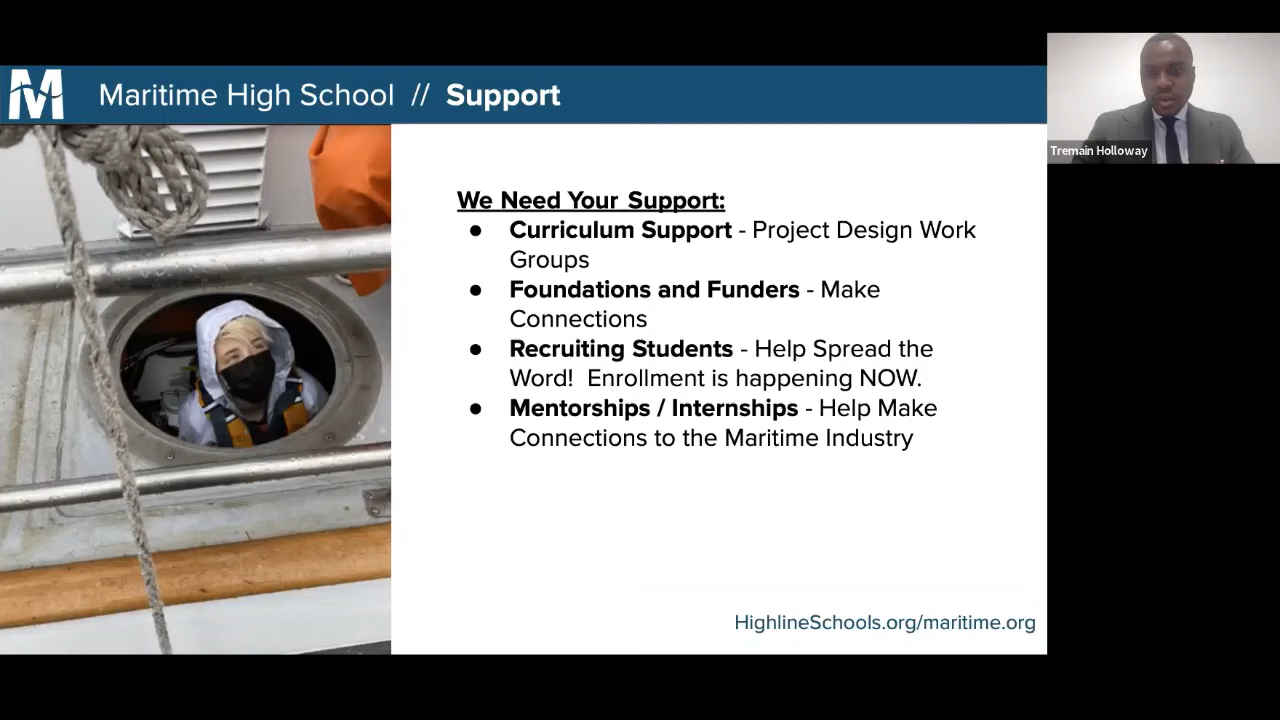 M
Maritime High School // Support
Tremain Holloway
We Need Your Support:
● Curriculum Support - Project Design Work
Groups
● Foundations and Funders - Make
Connections
● Recruiting Students - Help Spread the
Word!  Enrollment is happening NOW.
● Mentorships / Internships - Help Make
Connections to the Maritime Industry
HighlineSchools.org/maritime.org